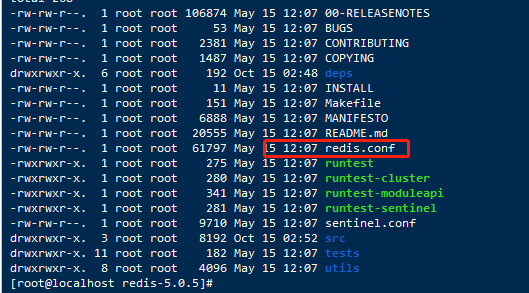 -rw-rw-r--. 1 root root 106874 May 15 12:07 00-RELEASENOTES
-rw-rw-r--. 1 root root 53 May 15 12:07 BUGS
-rw-rw-r--. 1 root root 2381 May 15 12:07 CONTRIBUTING
-rw-rw-r--. 1 root root 1487 May 15 12:07 COPYING
drwxrwxr-x. 6 root root 192 Oct 15 02:48 deps
-rw-rw-r--. 1 root root 11 May 15 12:07 INSTALL
-rw-rw-r--. 1 root root 151 May 15 12:07 Makefile
-rw-rw-r--. 1 root root 6888 May 15 12:07 MANIFESTO
-rw-rw-r--. 1 root root 20555 May 15 12:07 README.md
-rw-rw-r--. 1 root root 61797 May 15 12:07 redis.conf
-rwxrwxr-x. 1 root root 275 May 15 12:07 runtest
-rwxrwxr-x. 1 root root 280 May 15 12:07 runtest-cluster
-rwxrwxr-x. 1 root root 341 May 15 12:07 runtest-moduleapi
-rwxrwxr-x. 1 root root 281 May 15 12:07 runtest-sentinel
-rw-rw-r--. 1 root root 9710 May 15 12:07 sentinel.conf
drwxrwxr-x. 3 root root 8192 Oct 15 02:52 src
drwxrwxr-x. 11 root root 182 May 15 12:07 tests
drwxrwxr-x. 8 root root 4096 May 15 12:07 utils
[root@localhost redis-5.0.5]#